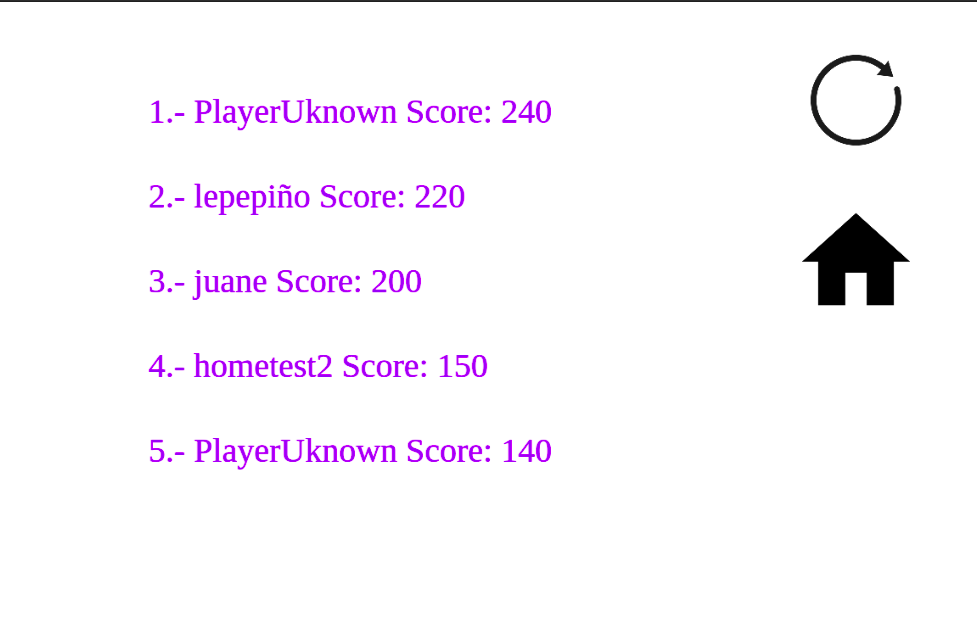 1.- PlayerUknown Score: 240
2.- lepepiño Score: 220
3.- juane Score: 200
4.- hometest2 Score: 150
5.- PlayerUknown Score: 140